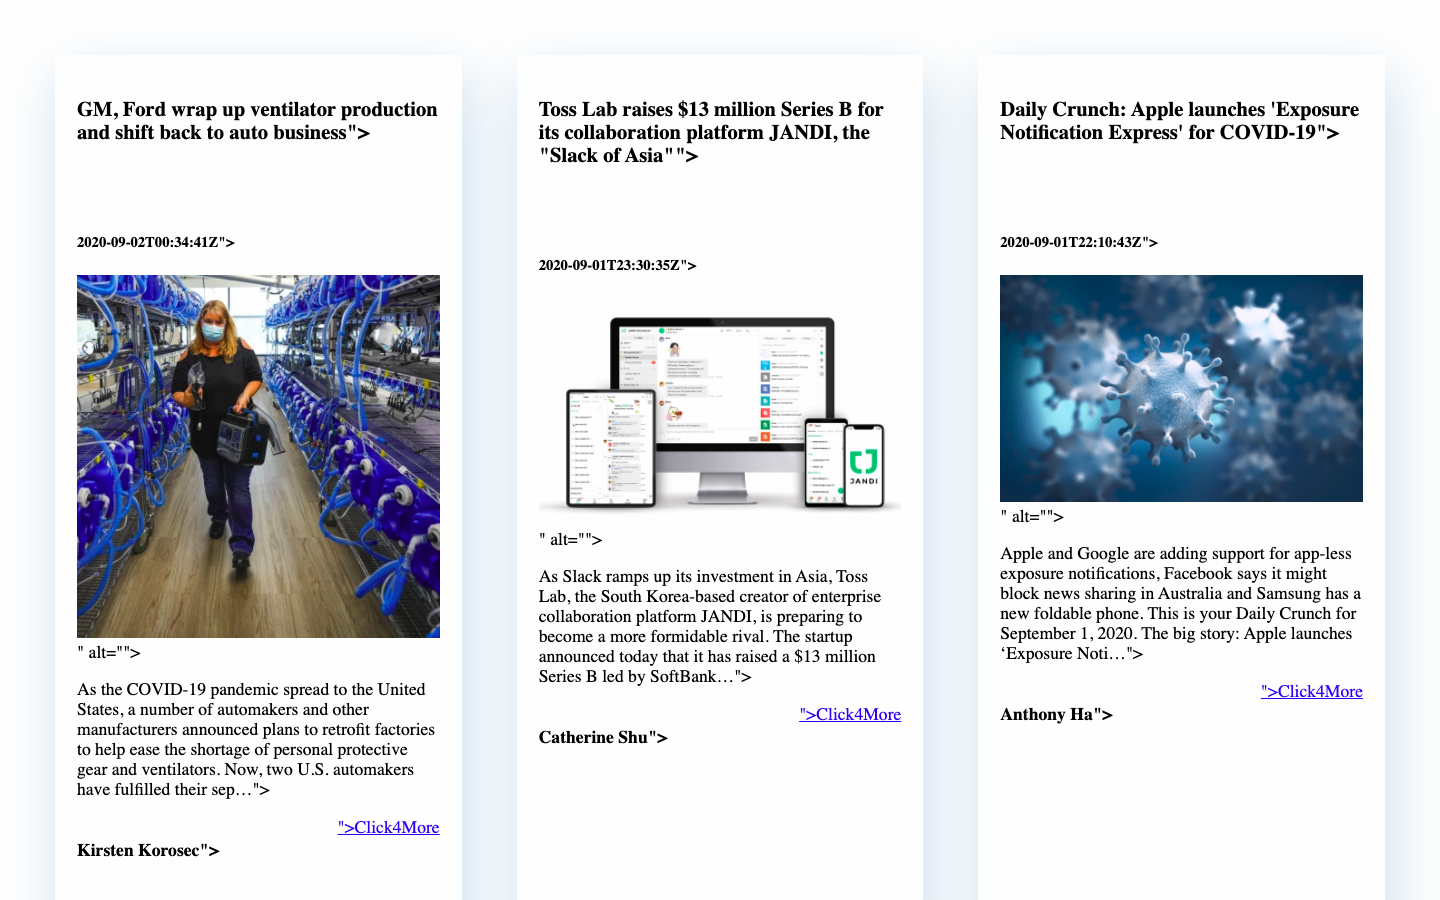 GM, Ford wrap up ventilator production
and shift back to auto business">
2020-09-02T00:34:41Z">
" alt="">
As the COVID-19 pandemic spread to the United
States, a number of automakers and other
manufacturers announced plans to retrofit factories
to help ease the shortage of personal protective
gear and ventilators. Now, two U.S. automakers
have fulfilled their sep…">
">Click4More
Kirsten Korosec">
Toss Lab raises $13 million Series B for
its collaboration platform JANDI, the
"Slack of Asia"">
2020-09-01T23:30:35Z">
JANDI
" alt="">
As Slack ramps up its investment in Asia, Toss
Lab, the South Korea-based creator of enterprise
collaboration platform JANDI, is preparing to
become a more formidable rival. The startup
announced today that it has raised a $13 million
Series B led by SoftBank…">
">Click4More
Catherine Shu">
Daily Crunch: Apple launches 'Exposure
Notification Express' for COVID-19">
2020-09-01T22:10:43Z">
" alt="">
Apple and Google are adding support for app-less
exposure notifications, Facebook says it might
block news sharing in Australia and Samsung has a
new foldable phone. This is your Daily Crunch for
September 1, 2020. The big story: Apple launches
‘Exposure Noti…">
">Click4More
Anthony Ha">